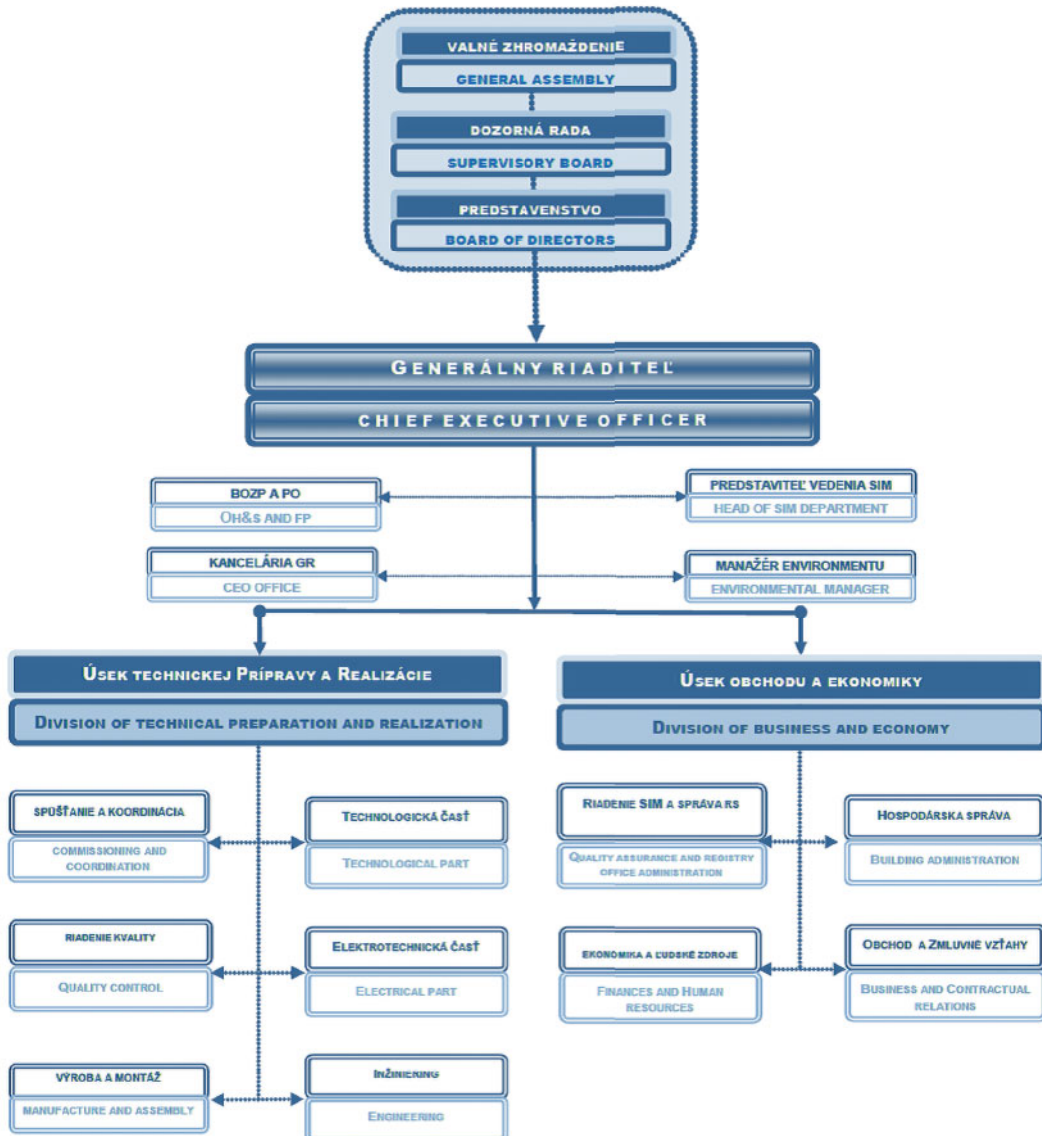 VALNÉ ZHROMAŽDENIE
GENERAL ASSEMBLY
DOZORNÁ RADA
SUPERVISORY BOARD
PREDSTAVENSTVO
BOARD OF DIRECTORS
GENERÁLNY RIADITEĽ
CHIEF EXECUTIVE OFFICER
BOZP A PO
OH&S AND FP
PREDSTAVITEĽ VEDENIA SIM
HEAD OF SIM DEPARTMENT
KANCELÁRIA GR
CEO OFFICE
MANAŽÉR ENVIRONMENTU
ENVIRONMENTAL MANAGER
ÚSEK TECHNICKEJ PRÍPRAVY A REALIZÁCIE
DIVISION OF TECHNICAL PREPARATION AND REALIZATION
ÚSEK OBCHODU A EKONOMIKY
DIVISION OF BUSINESS AND ECONOMY
SPÚŠŤANIE A KOORDINÁCIA
COMMISSIONING AND
COORDINATION
TECHNOLOGICKÁ ČASŤ
TECHNOLOGICAL PART
RIADENIE SIM A SPRÁVA RS
QUALITY ASSURANCE AND REGISTRY
OFFICE ADMINISTRATION
HOSPODÁRSKA SPRÁVA
BUILDING ADMINISTRATION
RIADENIE KVALITY
QUALITY CONTROL
ELEKTROTECHNICKÁ ČASŤ
ELECTRICAL PART
EKONOMIKA A ĽUDSKÉ ZDROJE
FINANCES AND HUMAN
RESOURCES
OBCHOD A ZMLUVNÉ VZŤAHY
BUSINESS AND CONTRACTUAL
RELATIONS
VÝROBA A MONTÁŽ
MANUFACTURE AND ASSEMBLY
INŽINIERING
ENGINEERING